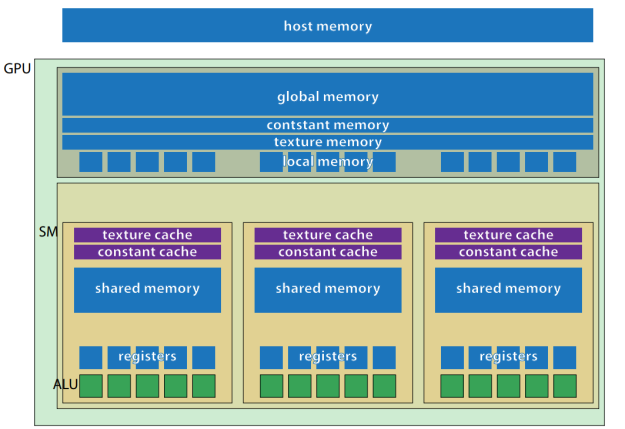 host memory
GPU
global memory
contstant memory
texture memory
local memory
SM
texture cache texture cache texture cache
constant cache constant cache constant cache
shared memory shared memory shared memory
registers registers registers
ALU